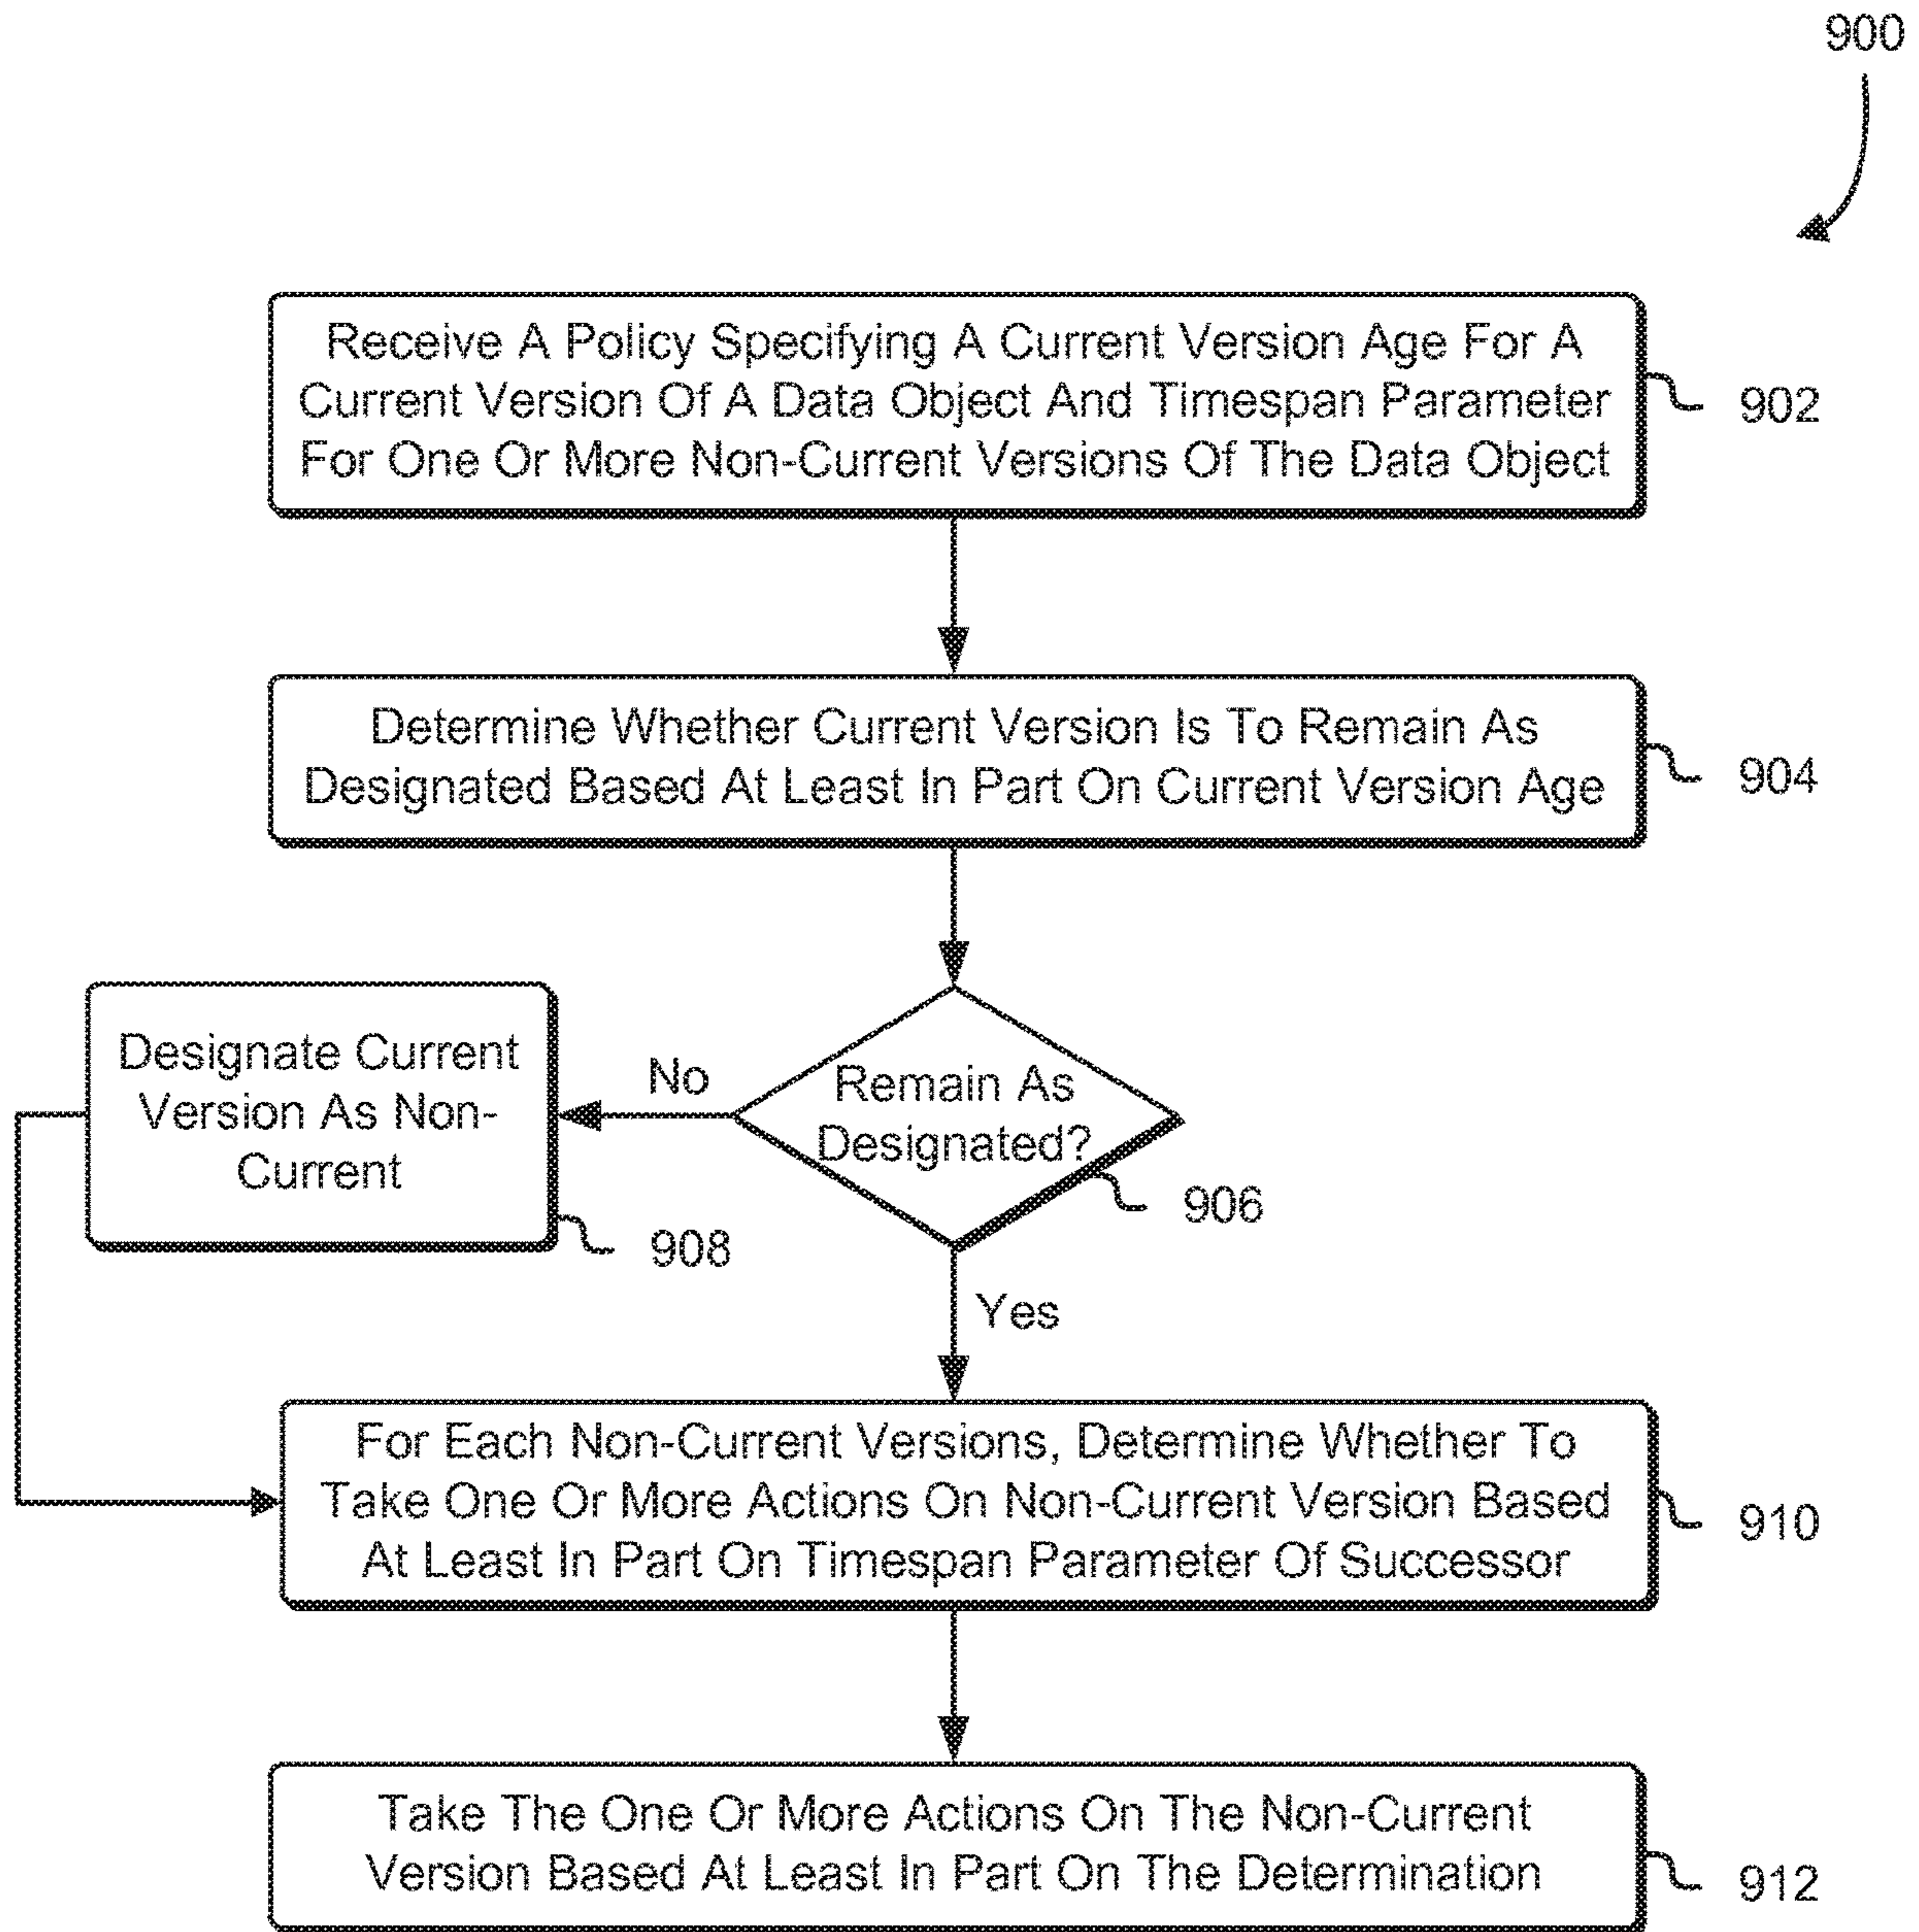 900
Receive A Policy Specifying A Current Version Age For A
Current Version Of A Data Object And Timespan Parameter
For One Or More Non-Current Versions Of The Data Object
902
Determine Whether Current Version Is To Remain As
Designated Based At Least In Part On Current Version Age
904
Designate Current
Version As Non-
Current
908
No
Remain As
Designated?
906
Yes
For Each Non-Current Versions, Determine Whether To
Take One Or More Actions On Non-Current Version Based
At Least In Part On Timespan Parameter Of Successor
910
Take The One Or More Actions On The Non-Current
Version Based At Least In Part On The Determination
912